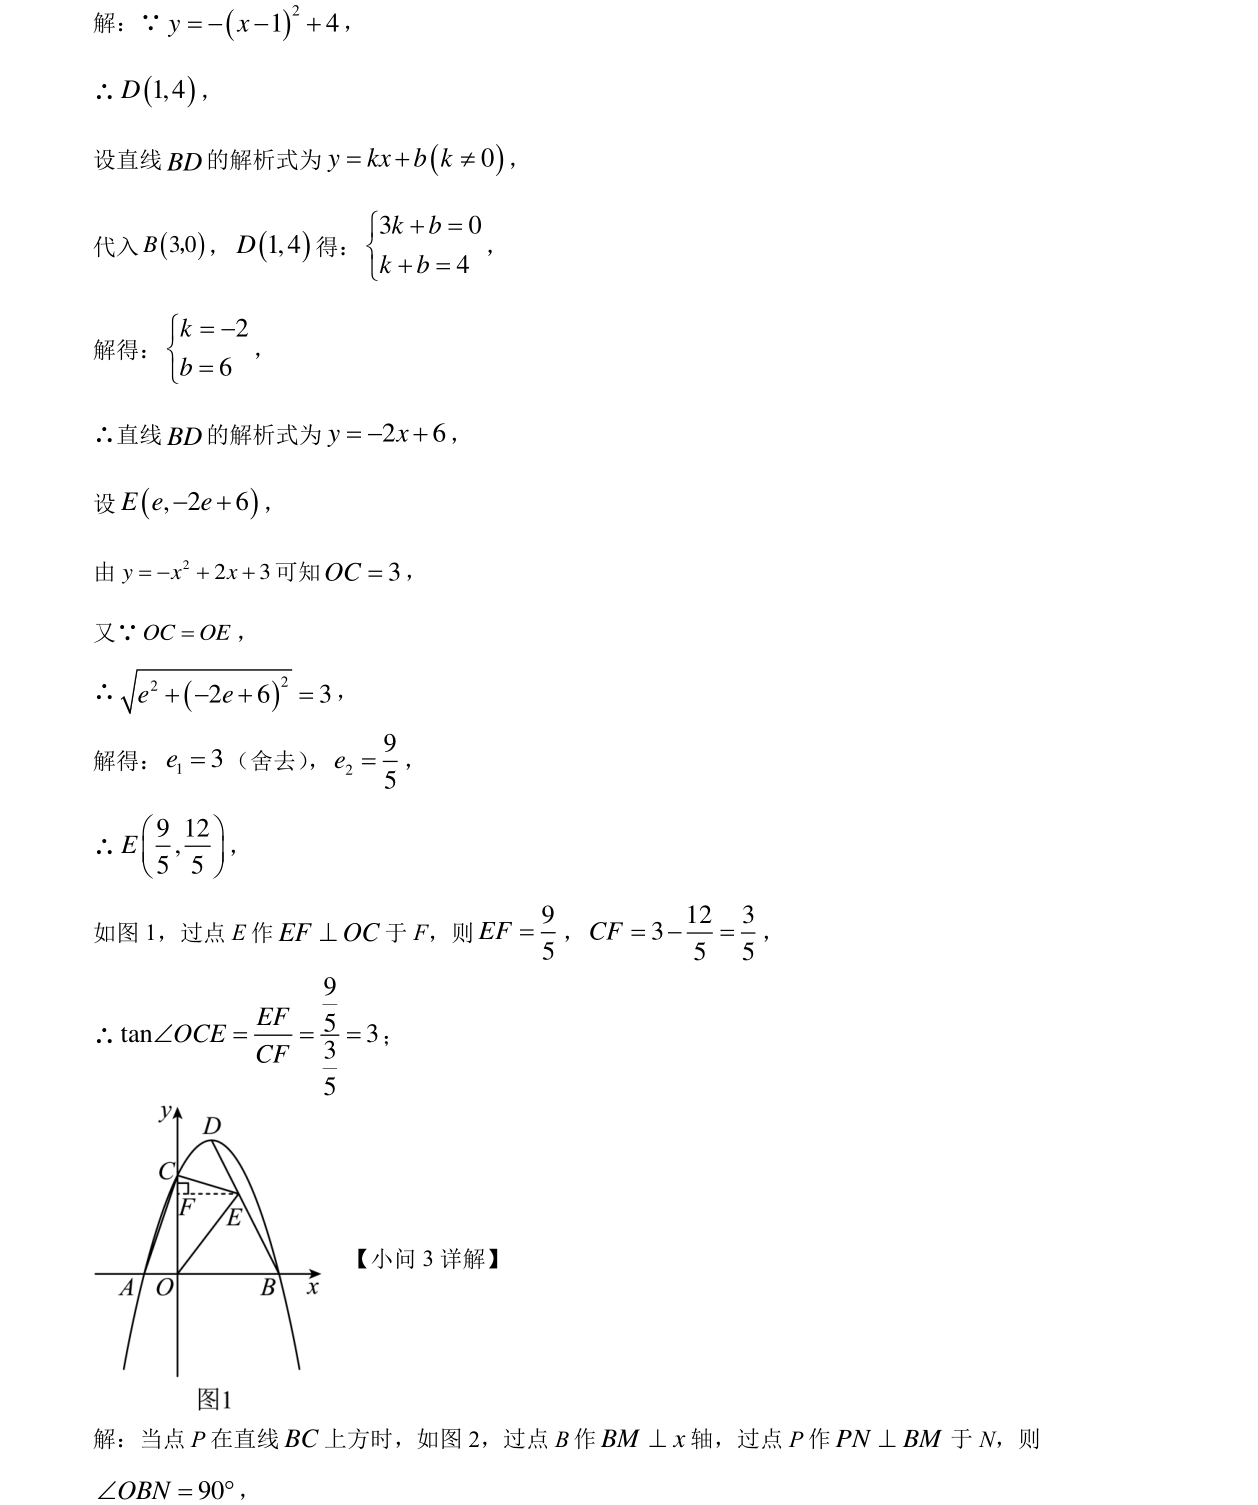 解：∵ y = −(x−1)² + 4，
∴ D(1,4)，
设直线 BD 的解析式为 y = kx + b(k ≠ 0)，
代入 B(3,0)， D(1,4) 得：{3k + b = 0
k + b = 4，
解得：{k = −2
b = 6，
∴直线 BD 的解析式为 y = −2x + 6，
设 E(e,−2e+6)，
由 y = −x² + 2x + 3 可知 OC = 3，
又∵ OC = OE，
∴ √(e² + (−2e+6)²) = 3，
解得：e₁ = 3（舍去），e₂ = 9/5，
∴ E(9/5, 12/5)，
如图 1，过点 E 作 EF ⊥ OC 于 F，则 EF = 9/5， CF = 3 − 12/5 = 3/5，
∴ tan∠OCE = EF/CF = (9/5)/(3/5) = 3；
y
D
C
F
E
A O B x
【小问 3 详解】
图1
解：当点 P 在直线 BC 上方时，如图 2，过点 B 作 BM ⊥ x 轴，过点 P 作 PN ⊥ BM 于 N，则
∠OBN = 90°，